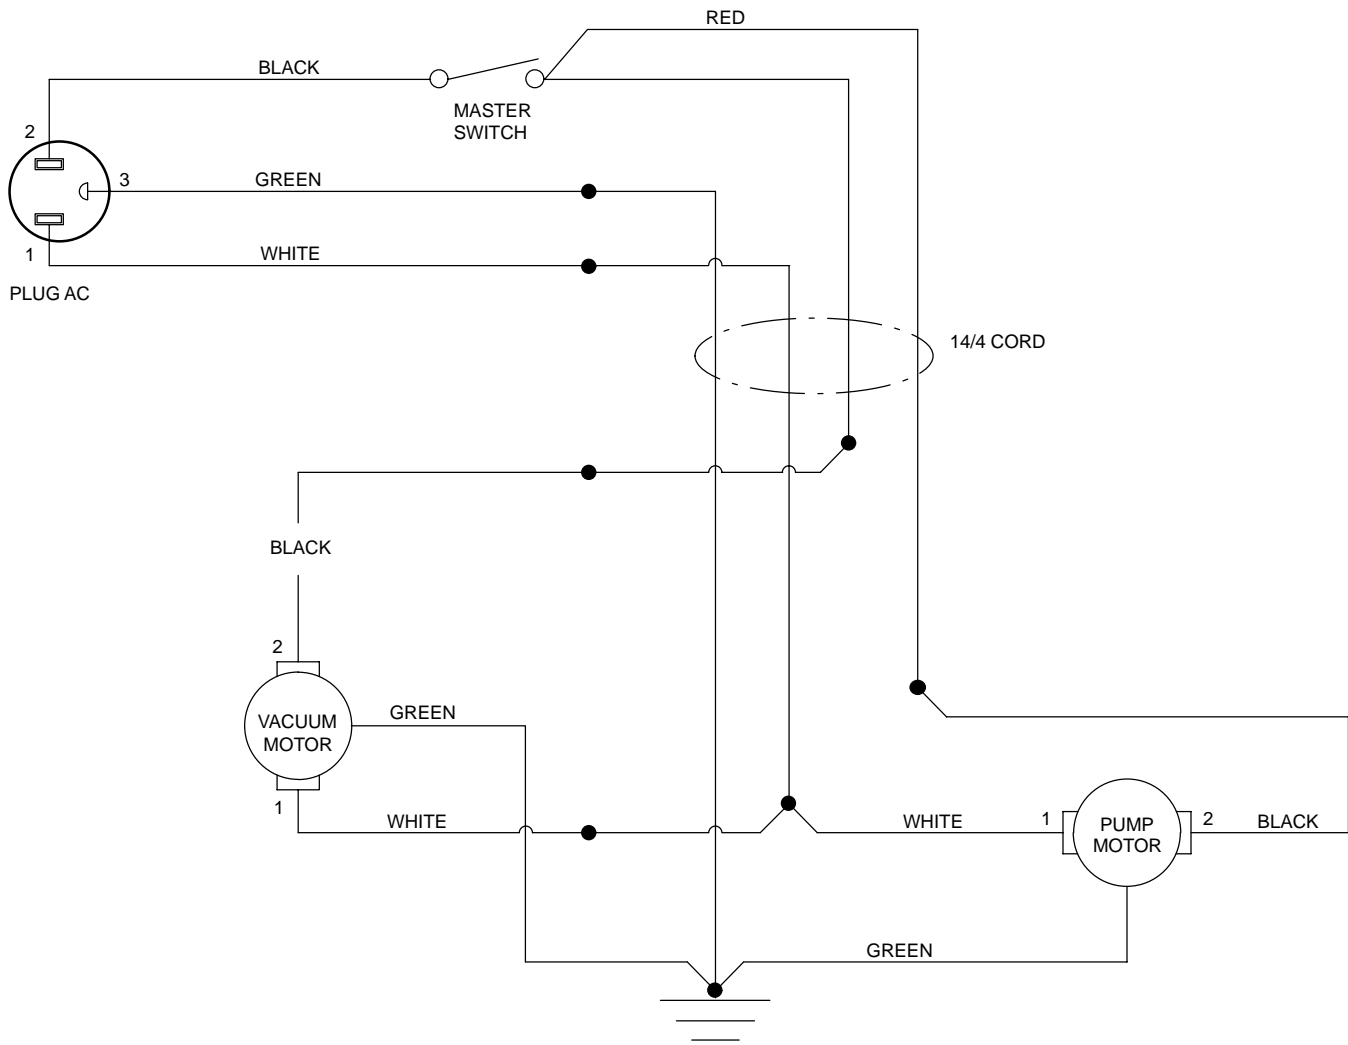 RED
BLACK
MASTER
SWITCH
2
3
GREEN
1
WHITE
PLUG AC
14/4 CORD
BLACK
2
VACUUM
MOTOR
GREEN
1
WHITE
WHITE
1
PUMP
MOTOR
2
BLACK
GREEN